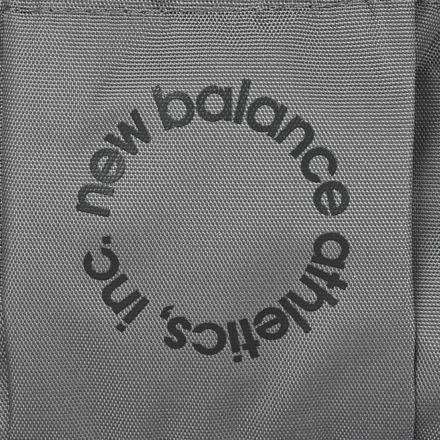 new balance athletics, inc.